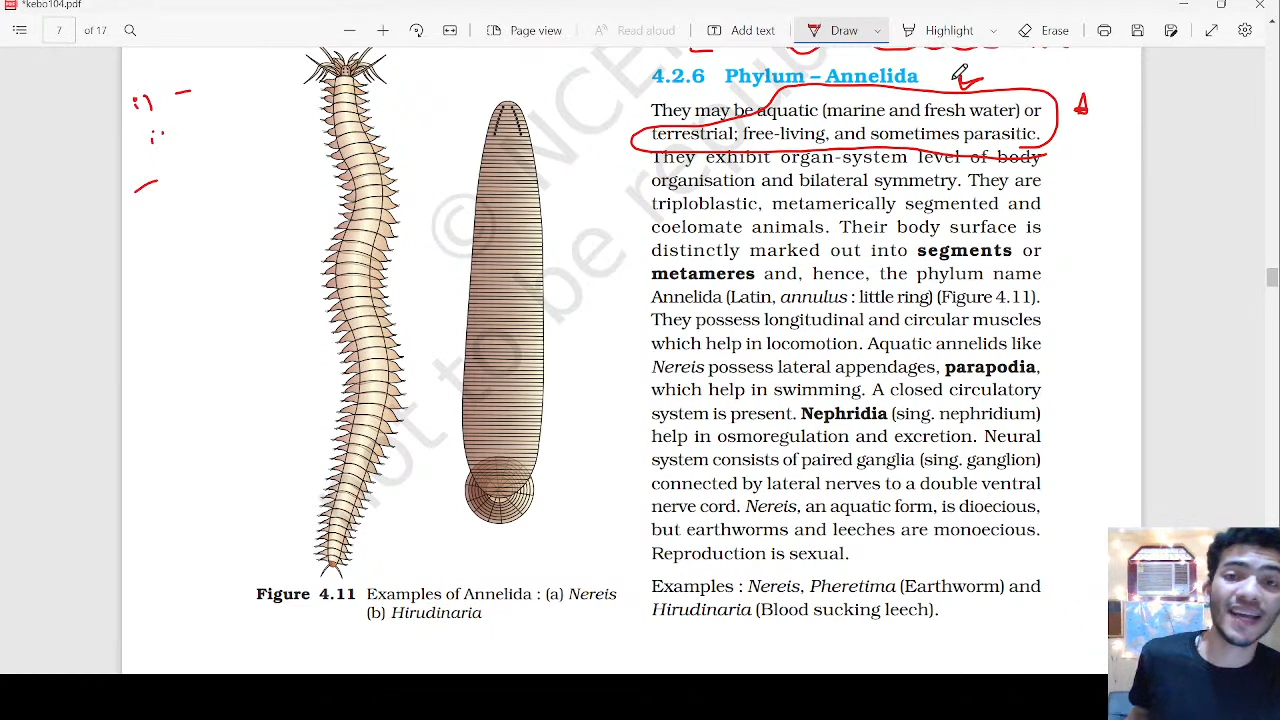 *kebo104.pdf
7 of 17 Page view Read aloud Add text Draw Highlight Erase
4.2.6 Phylum – Annelida
They may be aquatic (marine and fresh water) or
terrestrial; free-living, and sometimes parasitic.
They exhibit organ-system level of body
organisation and bilateral symmetry. They are
triploblastic, metamerically segmented and
coelomate animals. Their body surface is
distinctly marked out into segments or
metameres and, hence, the phylum name
Annelida (Latin, annulus : little ring) (Figure 4.11).
They possess longitudinal and circular muscles
which help in locomotion. Aquatic annelids like
Nereis possess lateral appendages, parapodia,
which help in swimming. A closed circulatory
system is present. Nephridia (sing. nephridium)
help in osmoregulation and excretion. Neural
system consists of paired ganglia (sing. ganglion)
connected by lateral nerves to a double ventral
nerve cord. Nereis, an aquatic form, is dioecious,
but earthworms and leeches are monoecious.
Reproduction is sexual.
Examples : Nereis, Pheretima (Earthworm) and
Hirudinaria (Blood sucking leech).
Figure 4.11 Examples of Annelida : (a) Nereis
(b) Hirudinaria
© NCE
not to be repu